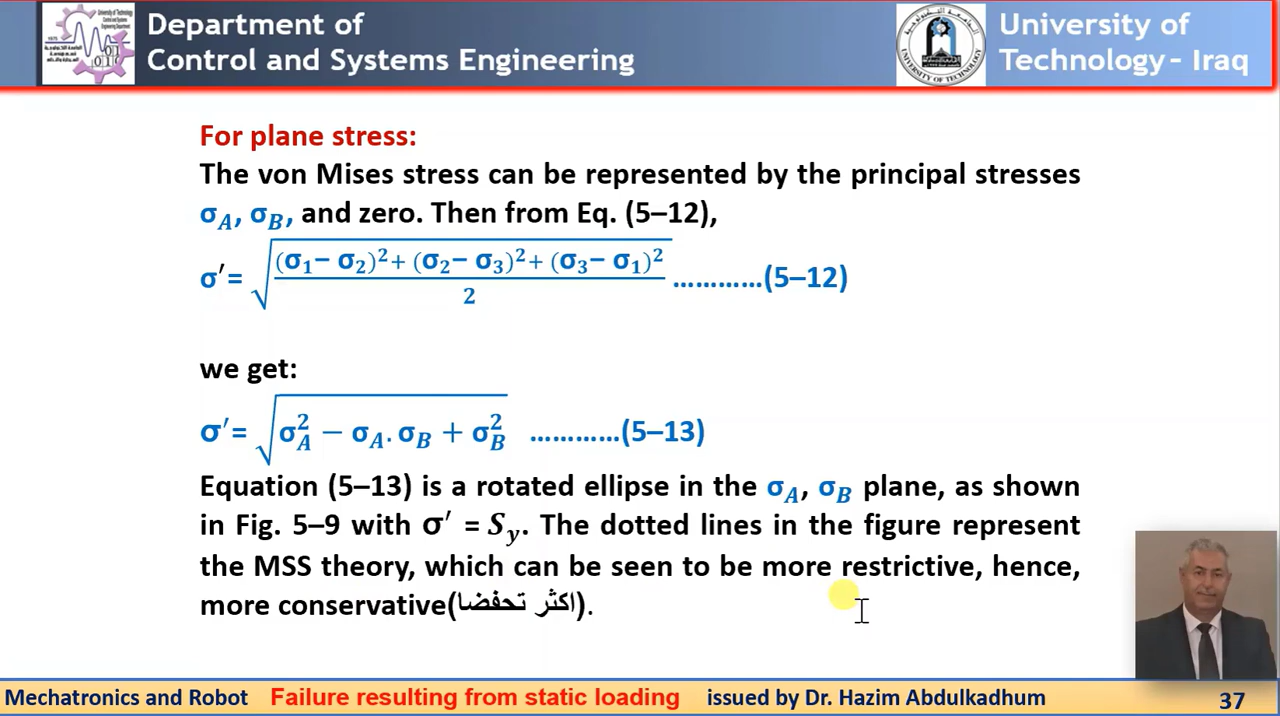 Department of
Control and Systems Engineering
University of
Technology - Iraq
UNIVERSITY OF TECHNOLOGY
For plane stress:
The von Mises stress can be represented by the principal stresses
σ_A, σ_B, and zero. Then from Eq. (5–12),
σ′= √(((σ₁− σ₂)²+ (σ₂− σ₃)²+ (σ₃− σ₁)²)/2) …………(5–12)
we get:
σ′= √(σ_A² − σ_A. σ_B + σ_B²) …………(5–13)
Equation (5–13) is a rotated ellipse in the σ_A, σ_B plane, as shown
in Fig. 5–9 with σ′ = S_y. The dotted lines in the figure represent
the MSS theory, which can be seen to be more restrictive, hence,
more conservative(اكثر تحفضا).
Mechatronics and Robot Failure resulting from static loading issued by Dr. Hazim Abdulkadhum 37